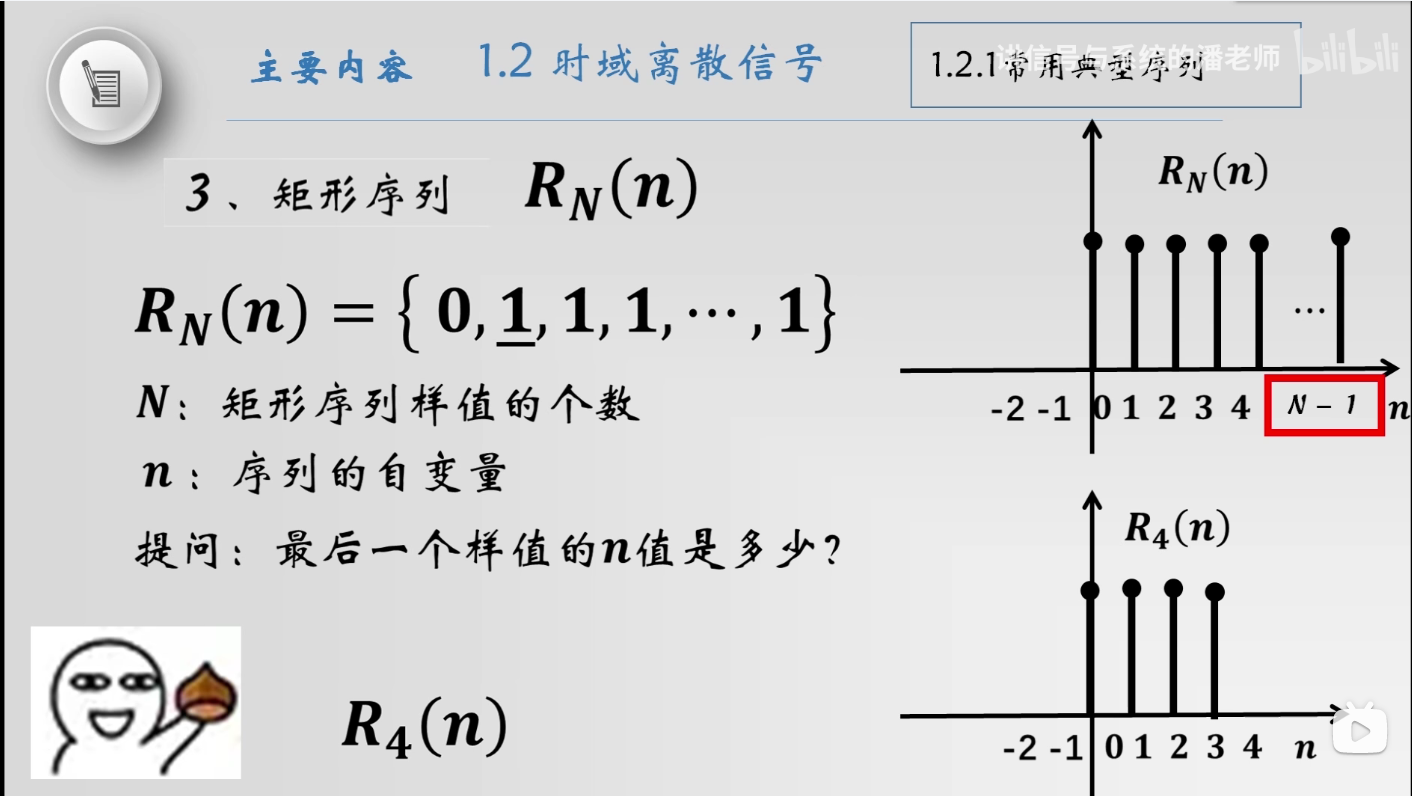 主要内容 1.2 时域离散信号
1.2.1常用典型序列
讲信号与系统的潘老师 bilibili
3、矩形序列 R_N(n)
R_N(n) = { 0, 1, 1, 1, ⋯ , 1}
N：矩形序列样值的个数
n：序列的自变量
提问：最后一个样值的n值是多少？
R_4(n)
R_N(n)
…
-2 -1 0 1 2 3 4 N − 1 n
R_4(n)
-2 -1 0 1 2 3 4 n